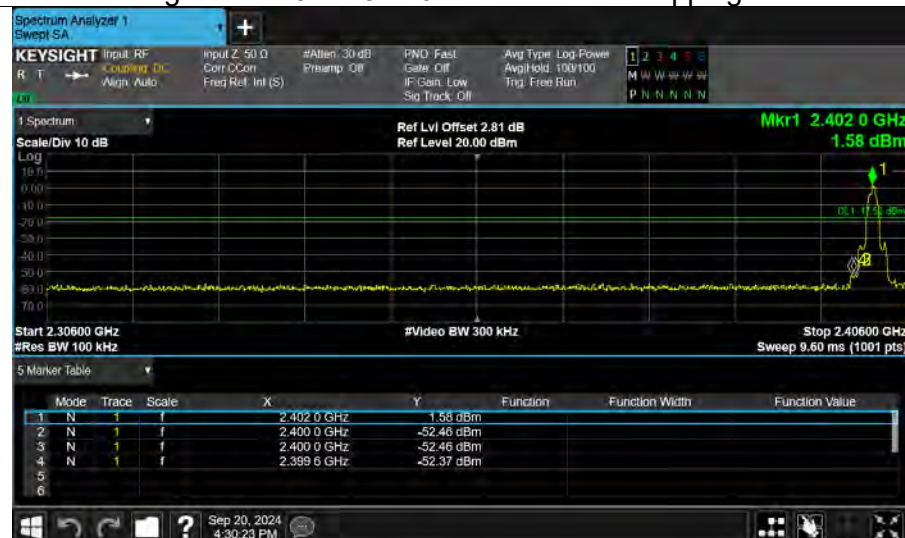 Spectrum Analyzer 1
Swept SA
+
KEYSIGHT Input: RF Input Z: 50 Ω #Atten: 30 dB PNO: Fast Avg Type: Log-Power 1 2 3 4 5 6
R T Coupling: DC Corr CCorr Preamp: Off Gate: Off Avg|Hold: 100/100 M W W W W W
Align: Auto Freq Ref: Int (S) IF Gain: Low Trig: Free Run
Sig Track: Off P N N N N N
1 Spectrum
Ref Lvl Offset 2.81 dB Mkr1 2.402 0 GHz
Scale/Div 10 dB Ref Level 20.00 dBm 1.58 dBm
Log
10.0
0.00
-10.0
-20.0
-30.0
-40.0
-50.0
-60.0
-70.0
1
DL1 -17.52 dBm
Start 2.30600 GHz #Video BW 300 kHz Stop 2.40600 GHz
#Res BW 100 kHz Sweep 9.60 ms (1001 pts)
5 Marker Table
Mode Trace Scale X Y Function Function Width Function Value
1 N 1 f 2.402 0 GHz 1.58 dBm
2 N 1 f 2.400 0 GHz -52.46 dBm
3 N 1 f 2.400 0 GHz -52.46 dBm
4 N 1 f 2.399 6 GHz -52.37 dBm
5
6
? Sep 20, 2024
4:30:23 PM